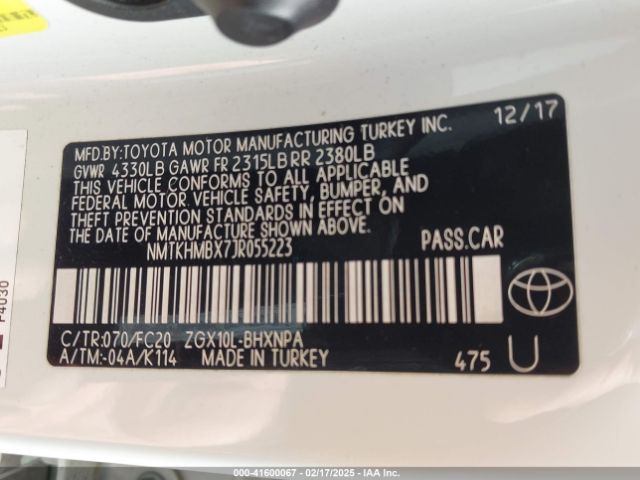 MFD.BY:TOYOTA MOTOR MANUFACTURING TURKEY INC. 12/17
GVWR 4330LB GAWR FR 2315LB RR 2380LB
THIS VEHICLE CONFORMS TO ALL APPLICABLE
FEDERAL MOTOR VEHICLE SAFETY, BUMPER, AND
THEFT PREVENTION STANDARDS IN EFFECT ON
THE DATE OF MANUFACTURE SHOWN ABOVE.
NMTKHMBX7JR055223 PASS.CAR
C/TR:070/FC20 ZGX10L-BHXNPA
A/TM:-04A/K114 MADE IN TURKEY 475 U
F4030
000-41600067 / 02/17/2025 / IAAI.COM